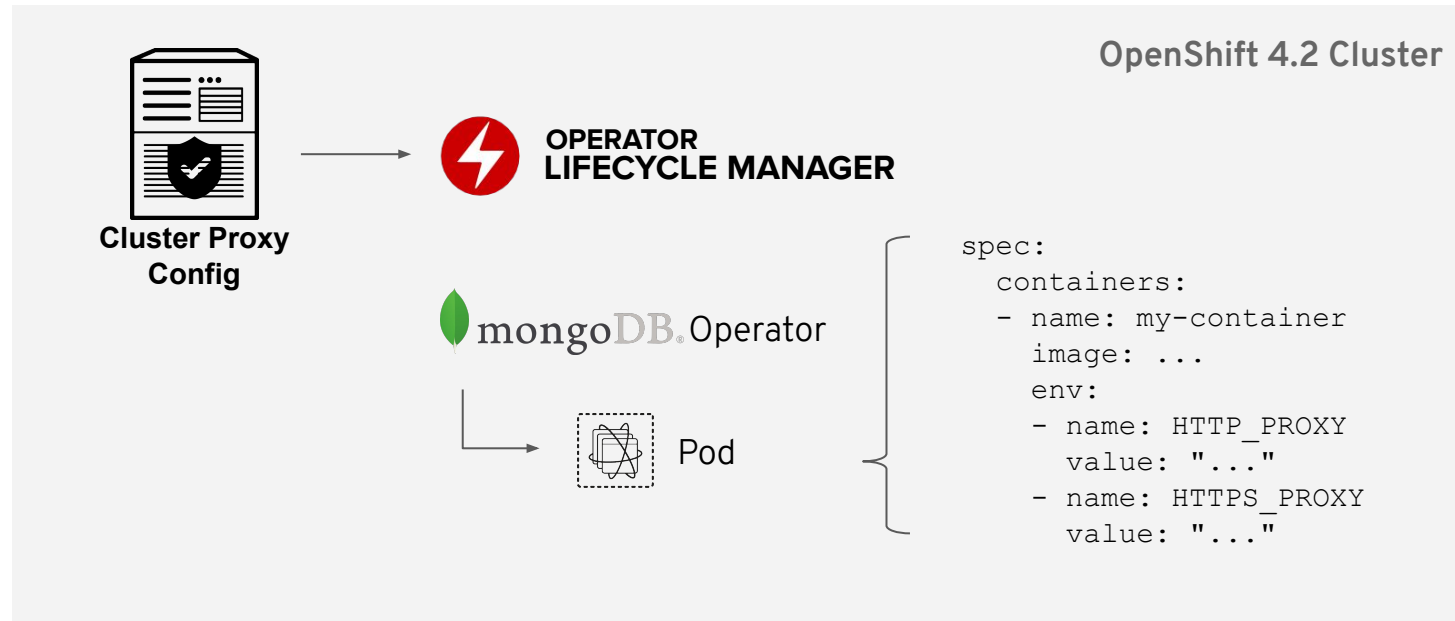 OpenShift 4.2 Cluster
OPERATOR
LIFECYCLE MANAGER
Cluster Proxy
Config
mongoDB® Operator
Pod
spec:
  containers:
  - name: my-container
    image: ...
    env:
    - name: HTTP_PROXY
      value: "..."
    - name: HTTPS_PROXY
      value: "..."